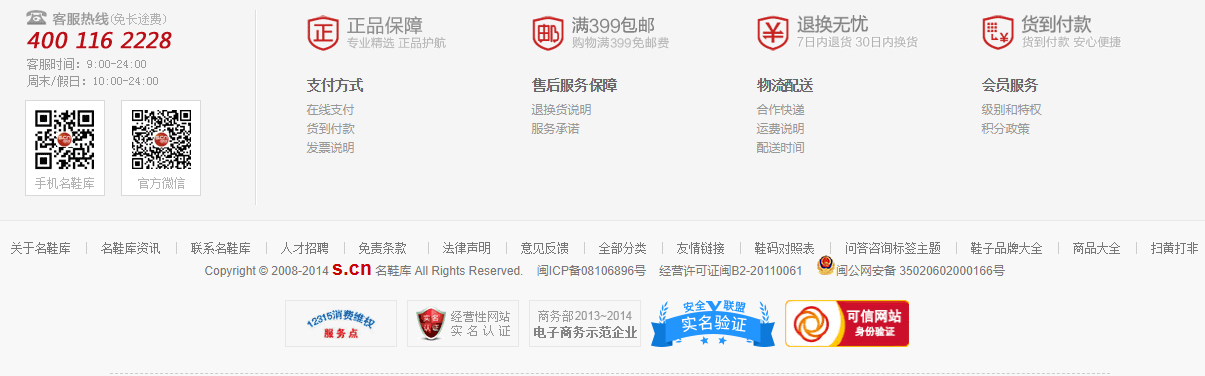 客服热线(免长途费)
400 116 2228
客服时间：9:00-24:00
周末/假日：10:00-24:00
手机名鞋库
官方微信
正 正品保障
专业精选 正品护航
邮 满399包邮
购物满399免邮费
¥ 退换无忧
7日内退货 30日内换货
¥ 货到付款
货到付款 安心便捷
支付方式
在线支付
货到付款
发票说明
售后服务保障
退换货说明
服务承诺
物流配送
合作快递
运费说明
配送时间
会员服务
级别和特权
积分政策
关于名鞋库 | 名鞋库资讯 | 联系名鞋库 | 人才招聘 | 免责条款 | 法律声明 | 意见反馈 | 全部分类 | 友情链接 | 鞋码对照表 | 问答咨询标签主题 | 鞋子品牌大全 | 商品大全 | 扫黄打非
Copyright © 2008-2014 s.cn 名鞋库 All Rights Reserved. 闽ICP备08106896号 经营许可证闽B2-20110061 闽公网安备 35020602000166号
12315消费维权
服务点
实名
认证
经营性网站
实名认证
商务部2013~2014
电子商务示范企业
安全V联盟
实名验证
可信网站
身份验证